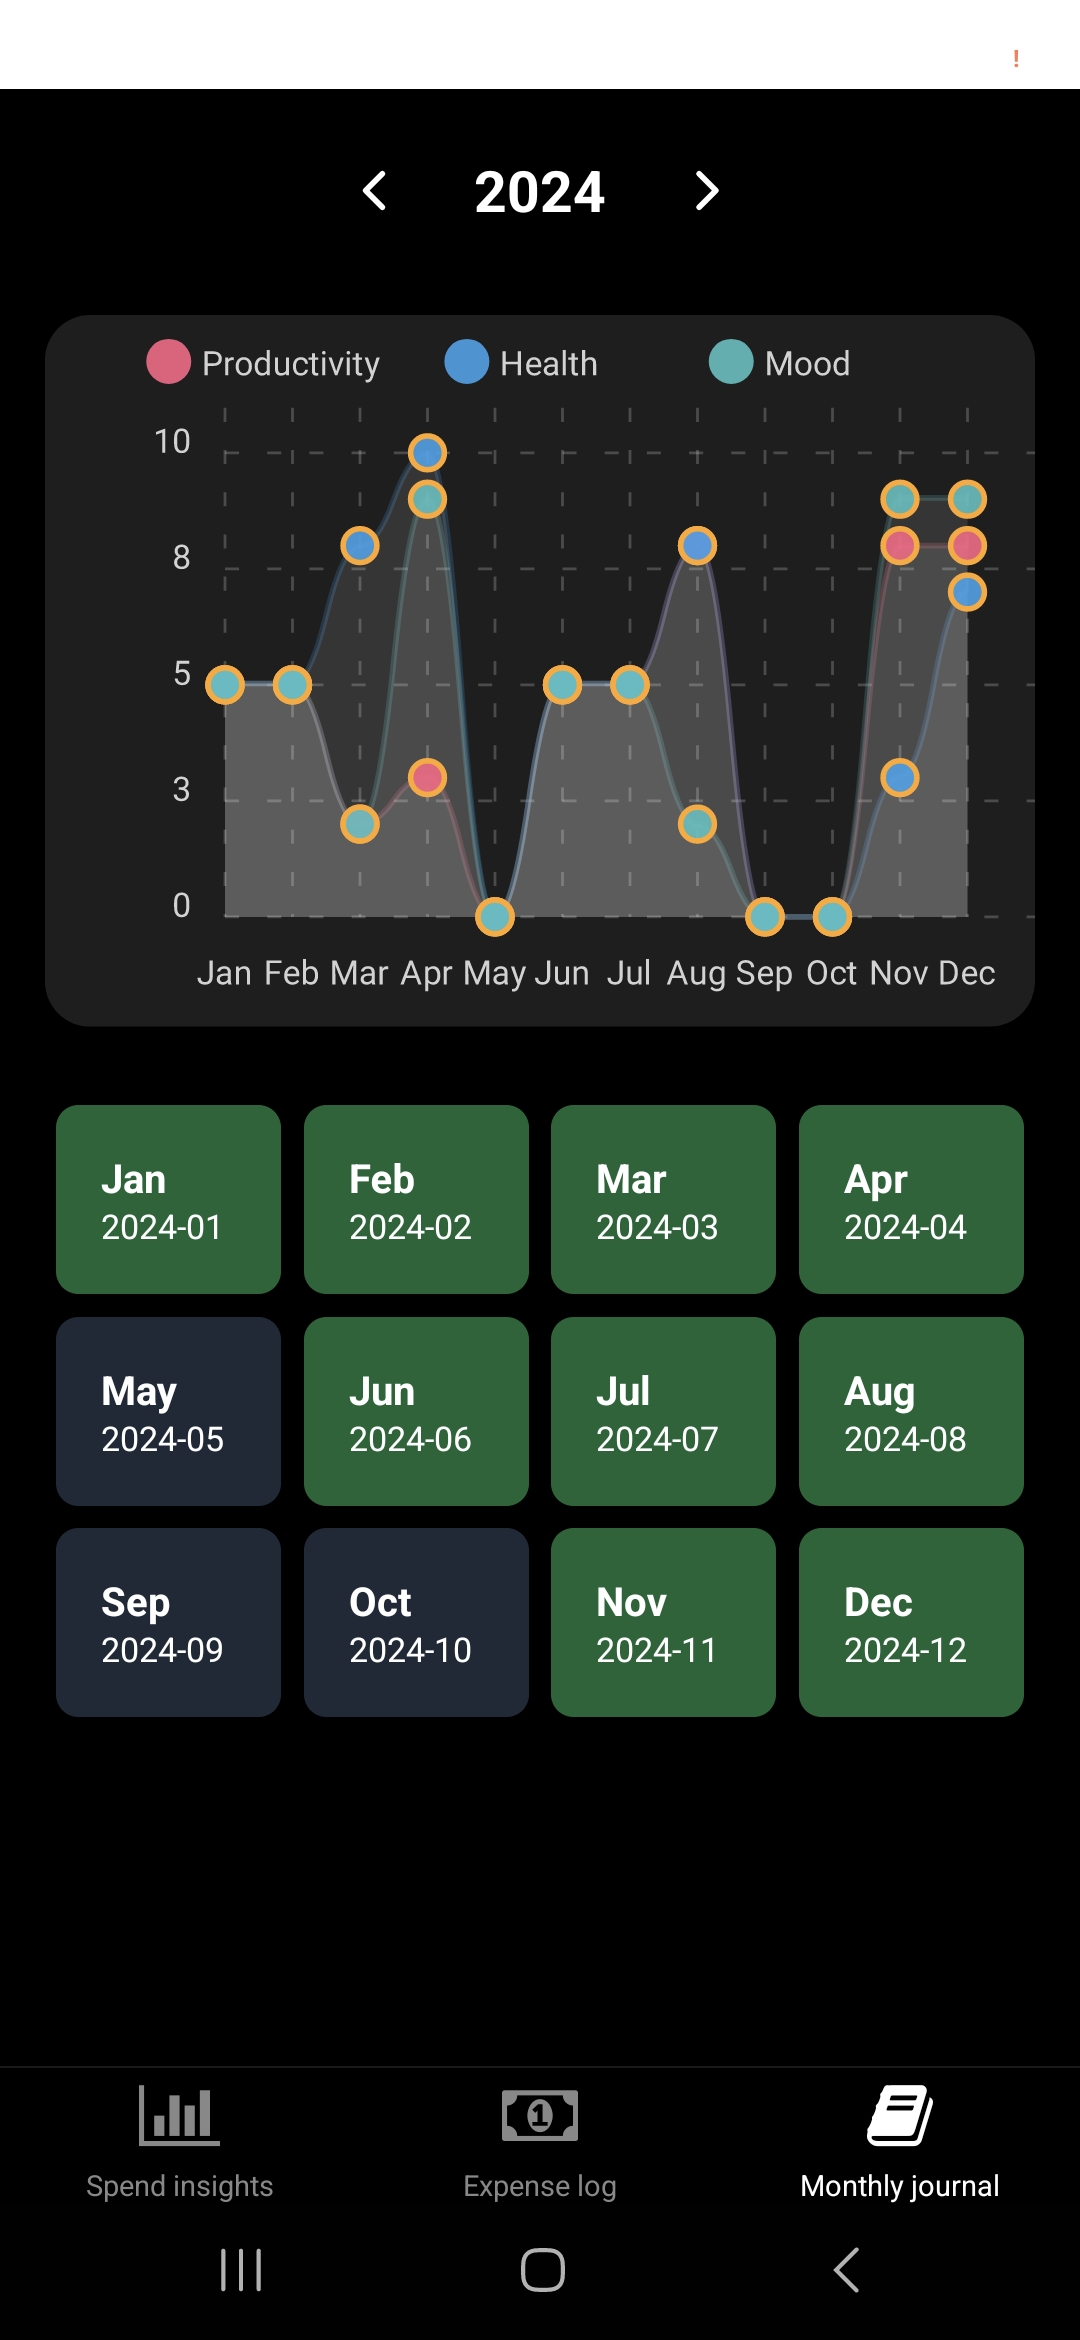 !
2024
Productivity Health Mood
10
8
5
3
0
Jan Feb Mar Apr May Jun Jul Aug Sep Oct Nov Dec
Jan Feb Mar Apr
2024-01 2024-02 2024-03 2024-04
May Jun Jul Aug
2024-05 2024-06 2024-07 2024-08
Sep Oct Nov Dec
2024-09 2024-10 2024-11 2024-12
1
Spend insights Expense log Monthly journal